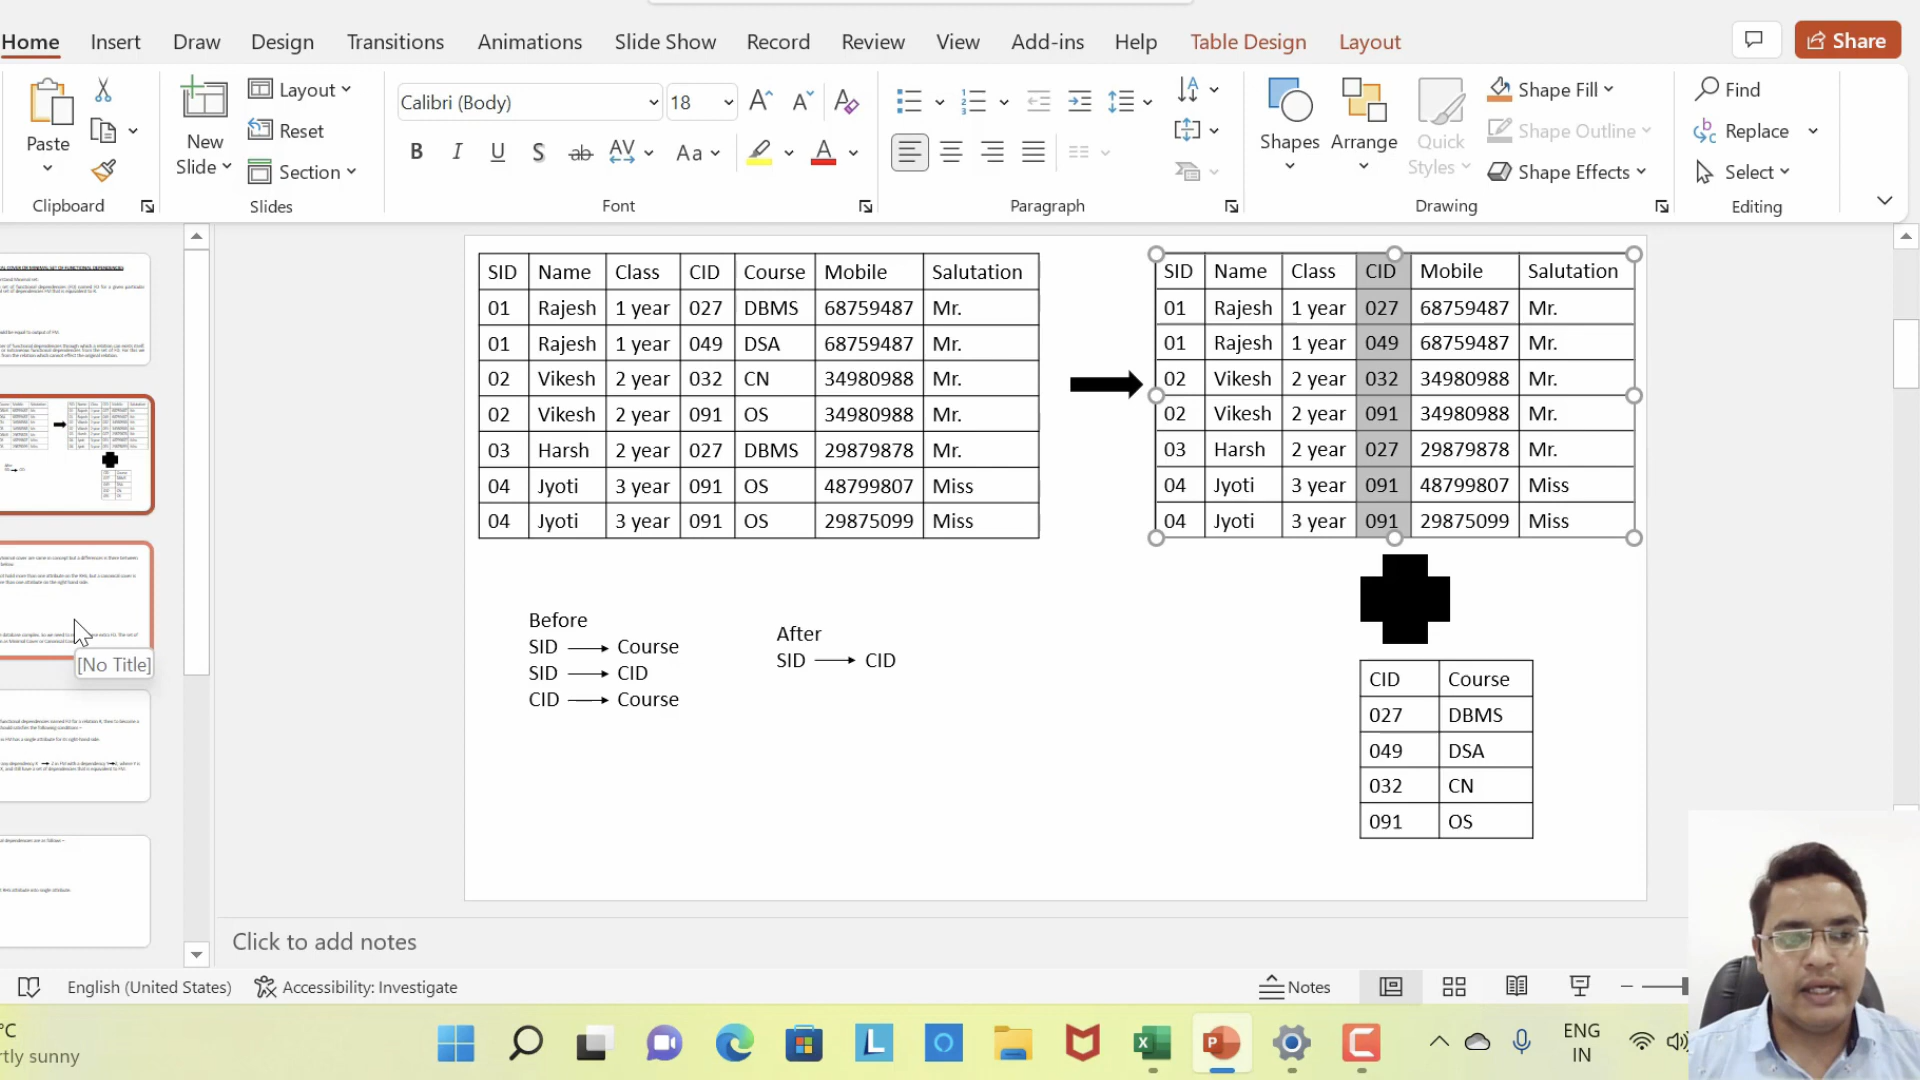 Home Insert Draw Design Transitions Animations Slide Show Record Review View Add-ins Help Table Design Layout Share
Paste
New Slide
Layout
Reset
Section
Calibri (Body) 18
B I U S ab AV Aa A
Shapes Arrange Quick Styles
Shape Fill
Shape Outline
Shape Effects
Find
Replace
Select
Clipboard Slides Font Paragraph Drawing Editing
SID Name Class CID Course Mobile Salutation
01 Rajesh 1 year 027 DBMS 68759487 Mr.
01 Rajesh 1 year 049 DSA 68759487 Mr.
02 Vikesh 2 year 032 CN 34980988 Mr.
02 Vikesh 2 year 091 OS 34980988 Mr.
03 Harsh 2 year 027 DBMS 29879878 Mr.
04 Jyoti 3 year 091 OS 48799807 Miss
04 Jyoti 3 year 091 OS 29875099 Miss
SID Name Class CID Mobile Salutation
01 Rajesh 1 year 027 68759487 Mr.
01 Rajesh 1 year 049 68759487 Mr.
02 Vikesh 2 year 032 34980988 Mr.
02 Vikesh 2 year 091 34980988 Mr.
03 Harsh 2 year 027 29879878 Mr.
04 Jyoti 3 year 091 48799807 Miss
04 Jyoti 3 year 091 29875099 Miss
Before
SID → Course
SID → CID
CID → Course
After
SID → CID
CID Course
027 DBMS
049 DSA
032 CN
091 OS
[No Title]
Click to add notes
English (United States) Accessibility: Investigate Notes
°C
sunny
ENG
IN